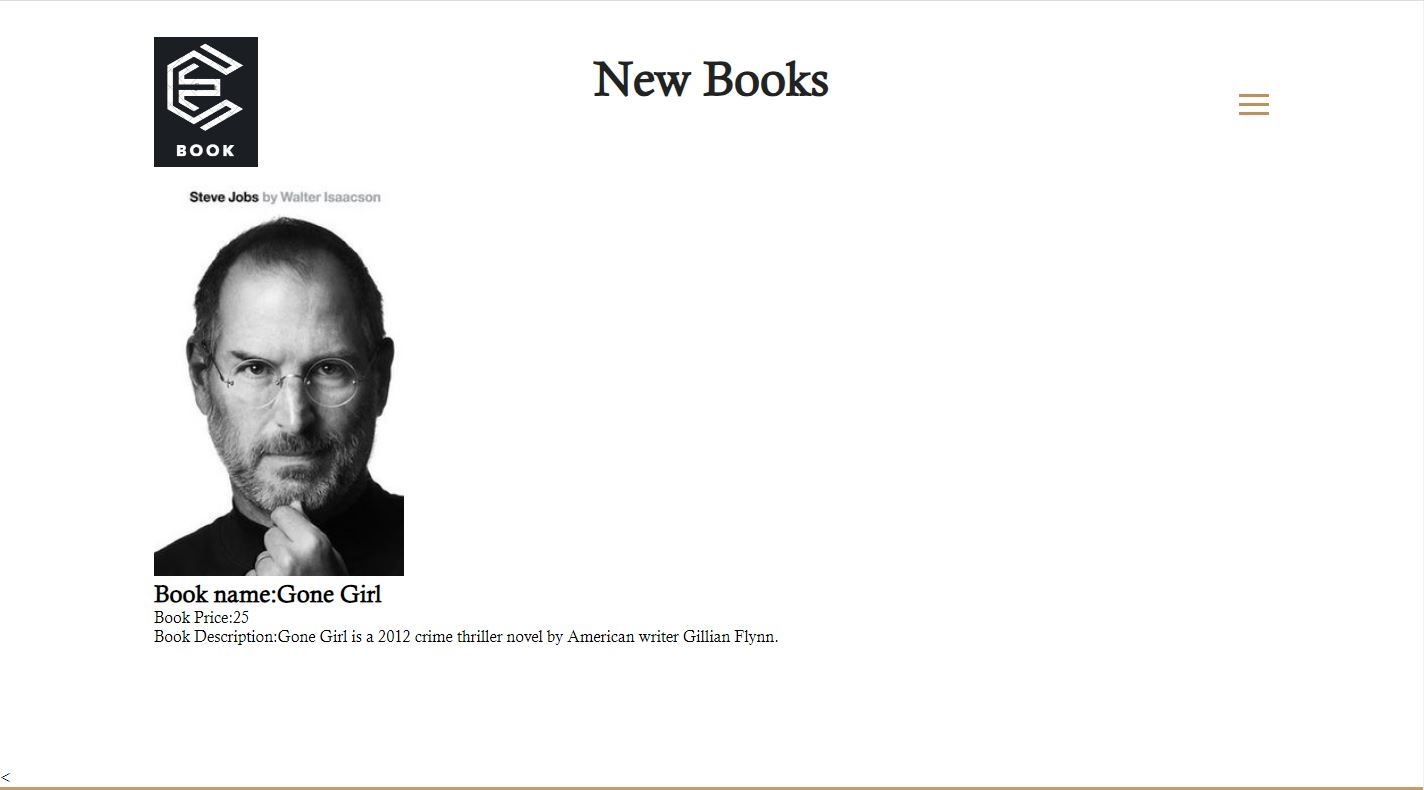 BOOK
New Books
Steve Jobs by Walter Isaacson
Book name:Gone Girl
Book Price:25
Book Description:Gone Girl is a 2012 crime thriller novel by American writer Gillian Flynn.
<